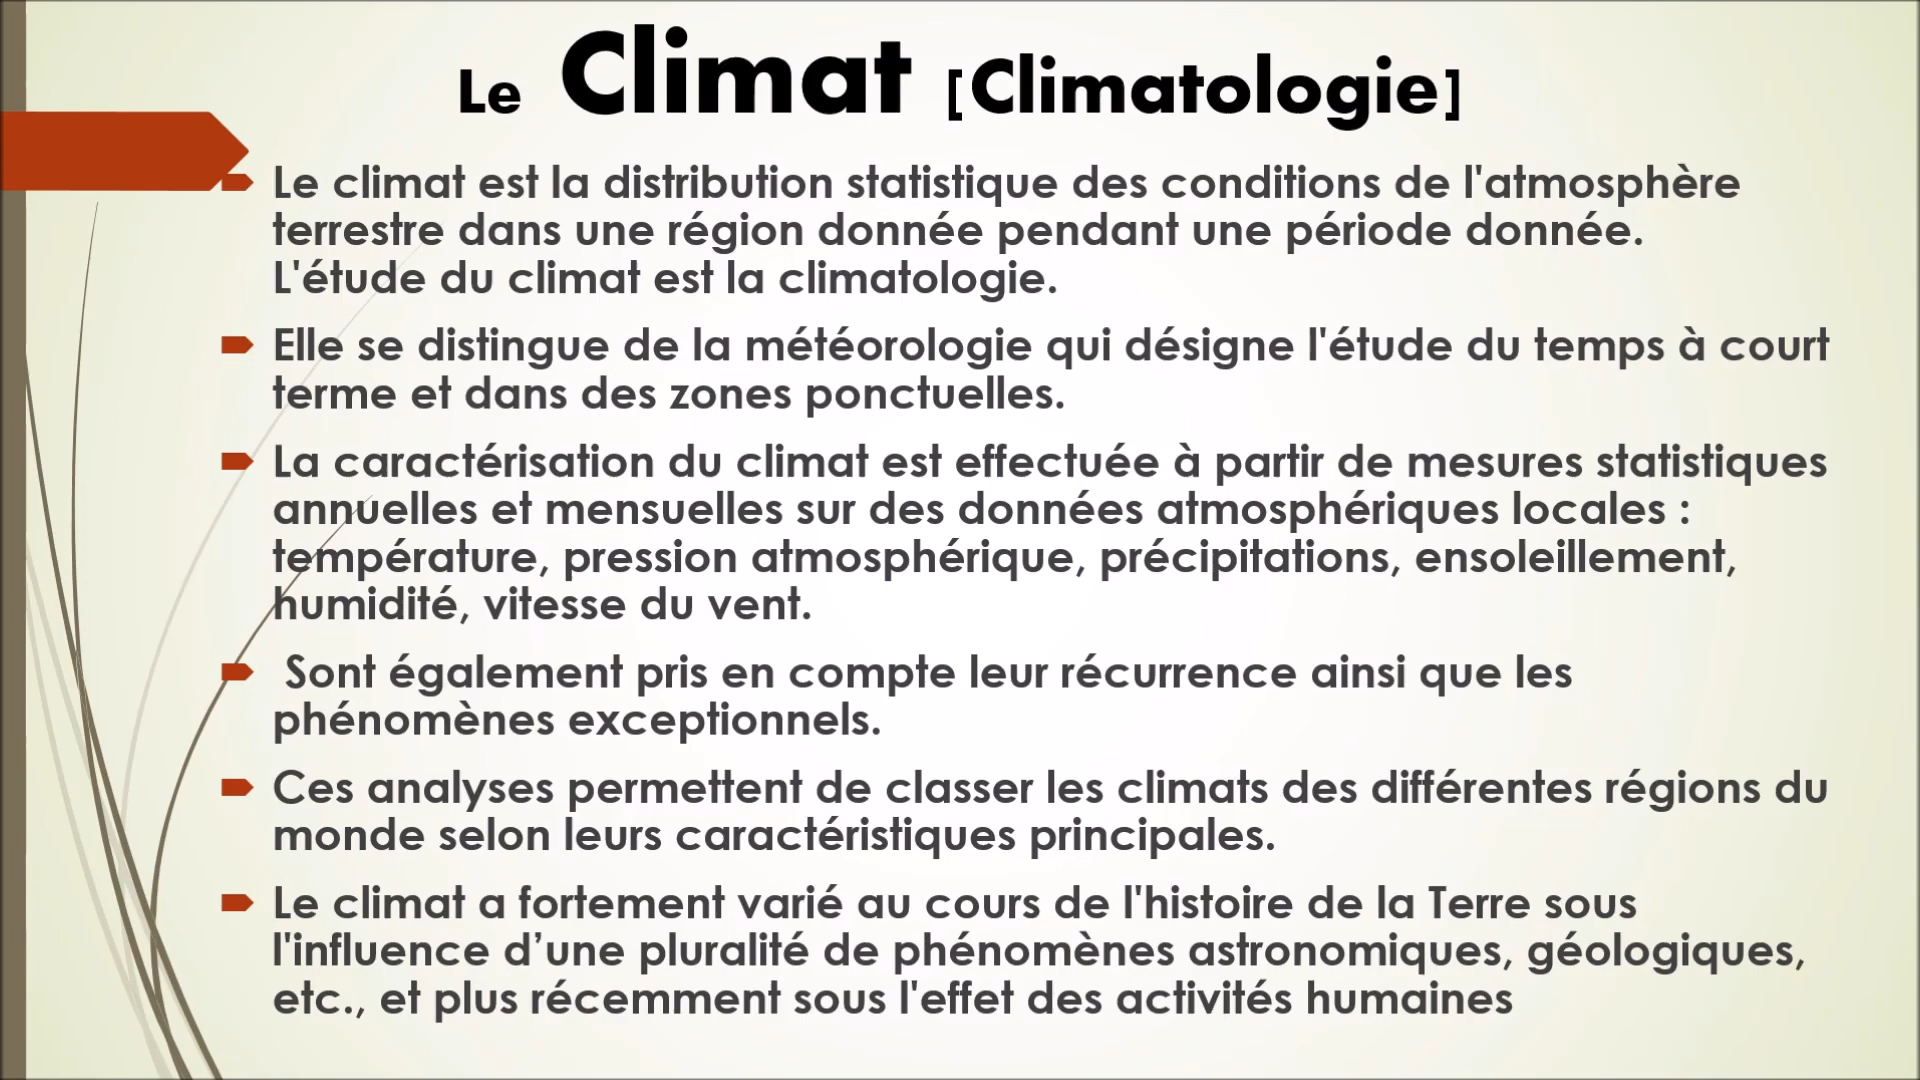 Le Climat [Climatologie]
Le climat est la distribution statistique des conditions de l'atmosphère
terrestre dans une région donnée pendant une période donnée.
L'étude du climat est la climatologie.
Elle se distingue de la météorologie qui désigne l'étude du temps à court
terme et dans des zones ponctuelles.
La caractérisation du climat est effectuée à partir de mesures statistiques
annuelles et mensuelles sur des données atmosphériques locales :
température, pression atmosphérique, précipitations, ensoleillement,
humidité, vitesse du vent.
Sont également pris en compte leur récurrence ainsi que les
phénomènes exceptionnels.
Ces analyses permettent de classer les climats des différentes régions du
monde selon leurs caractéristiques principales.
Le climat a fortement varié au cours de l'histoire de la Terre sous
l'influence d’une pluralité de phénomènes astronomiques, géologiques,
etc., et plus récemment sous l'effet des activités humaines